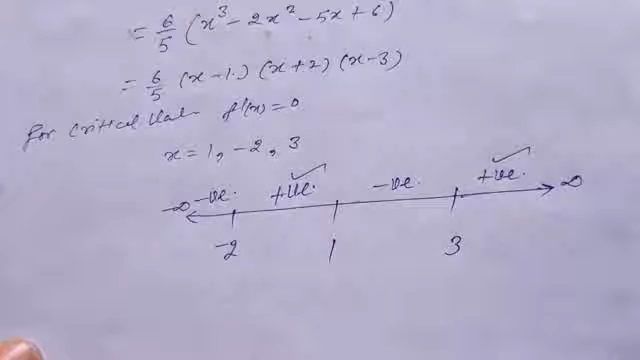 = 6/5 (x³ - 2x² - 5x + 6)
= 6/5 (x-1) (x+2) (x-3)
for critical f'(x) = 0
x = 1, -2, 3
-∞ -ve. +ve. ✓ -ve. +ve. ✓ ∞
-2 1 3